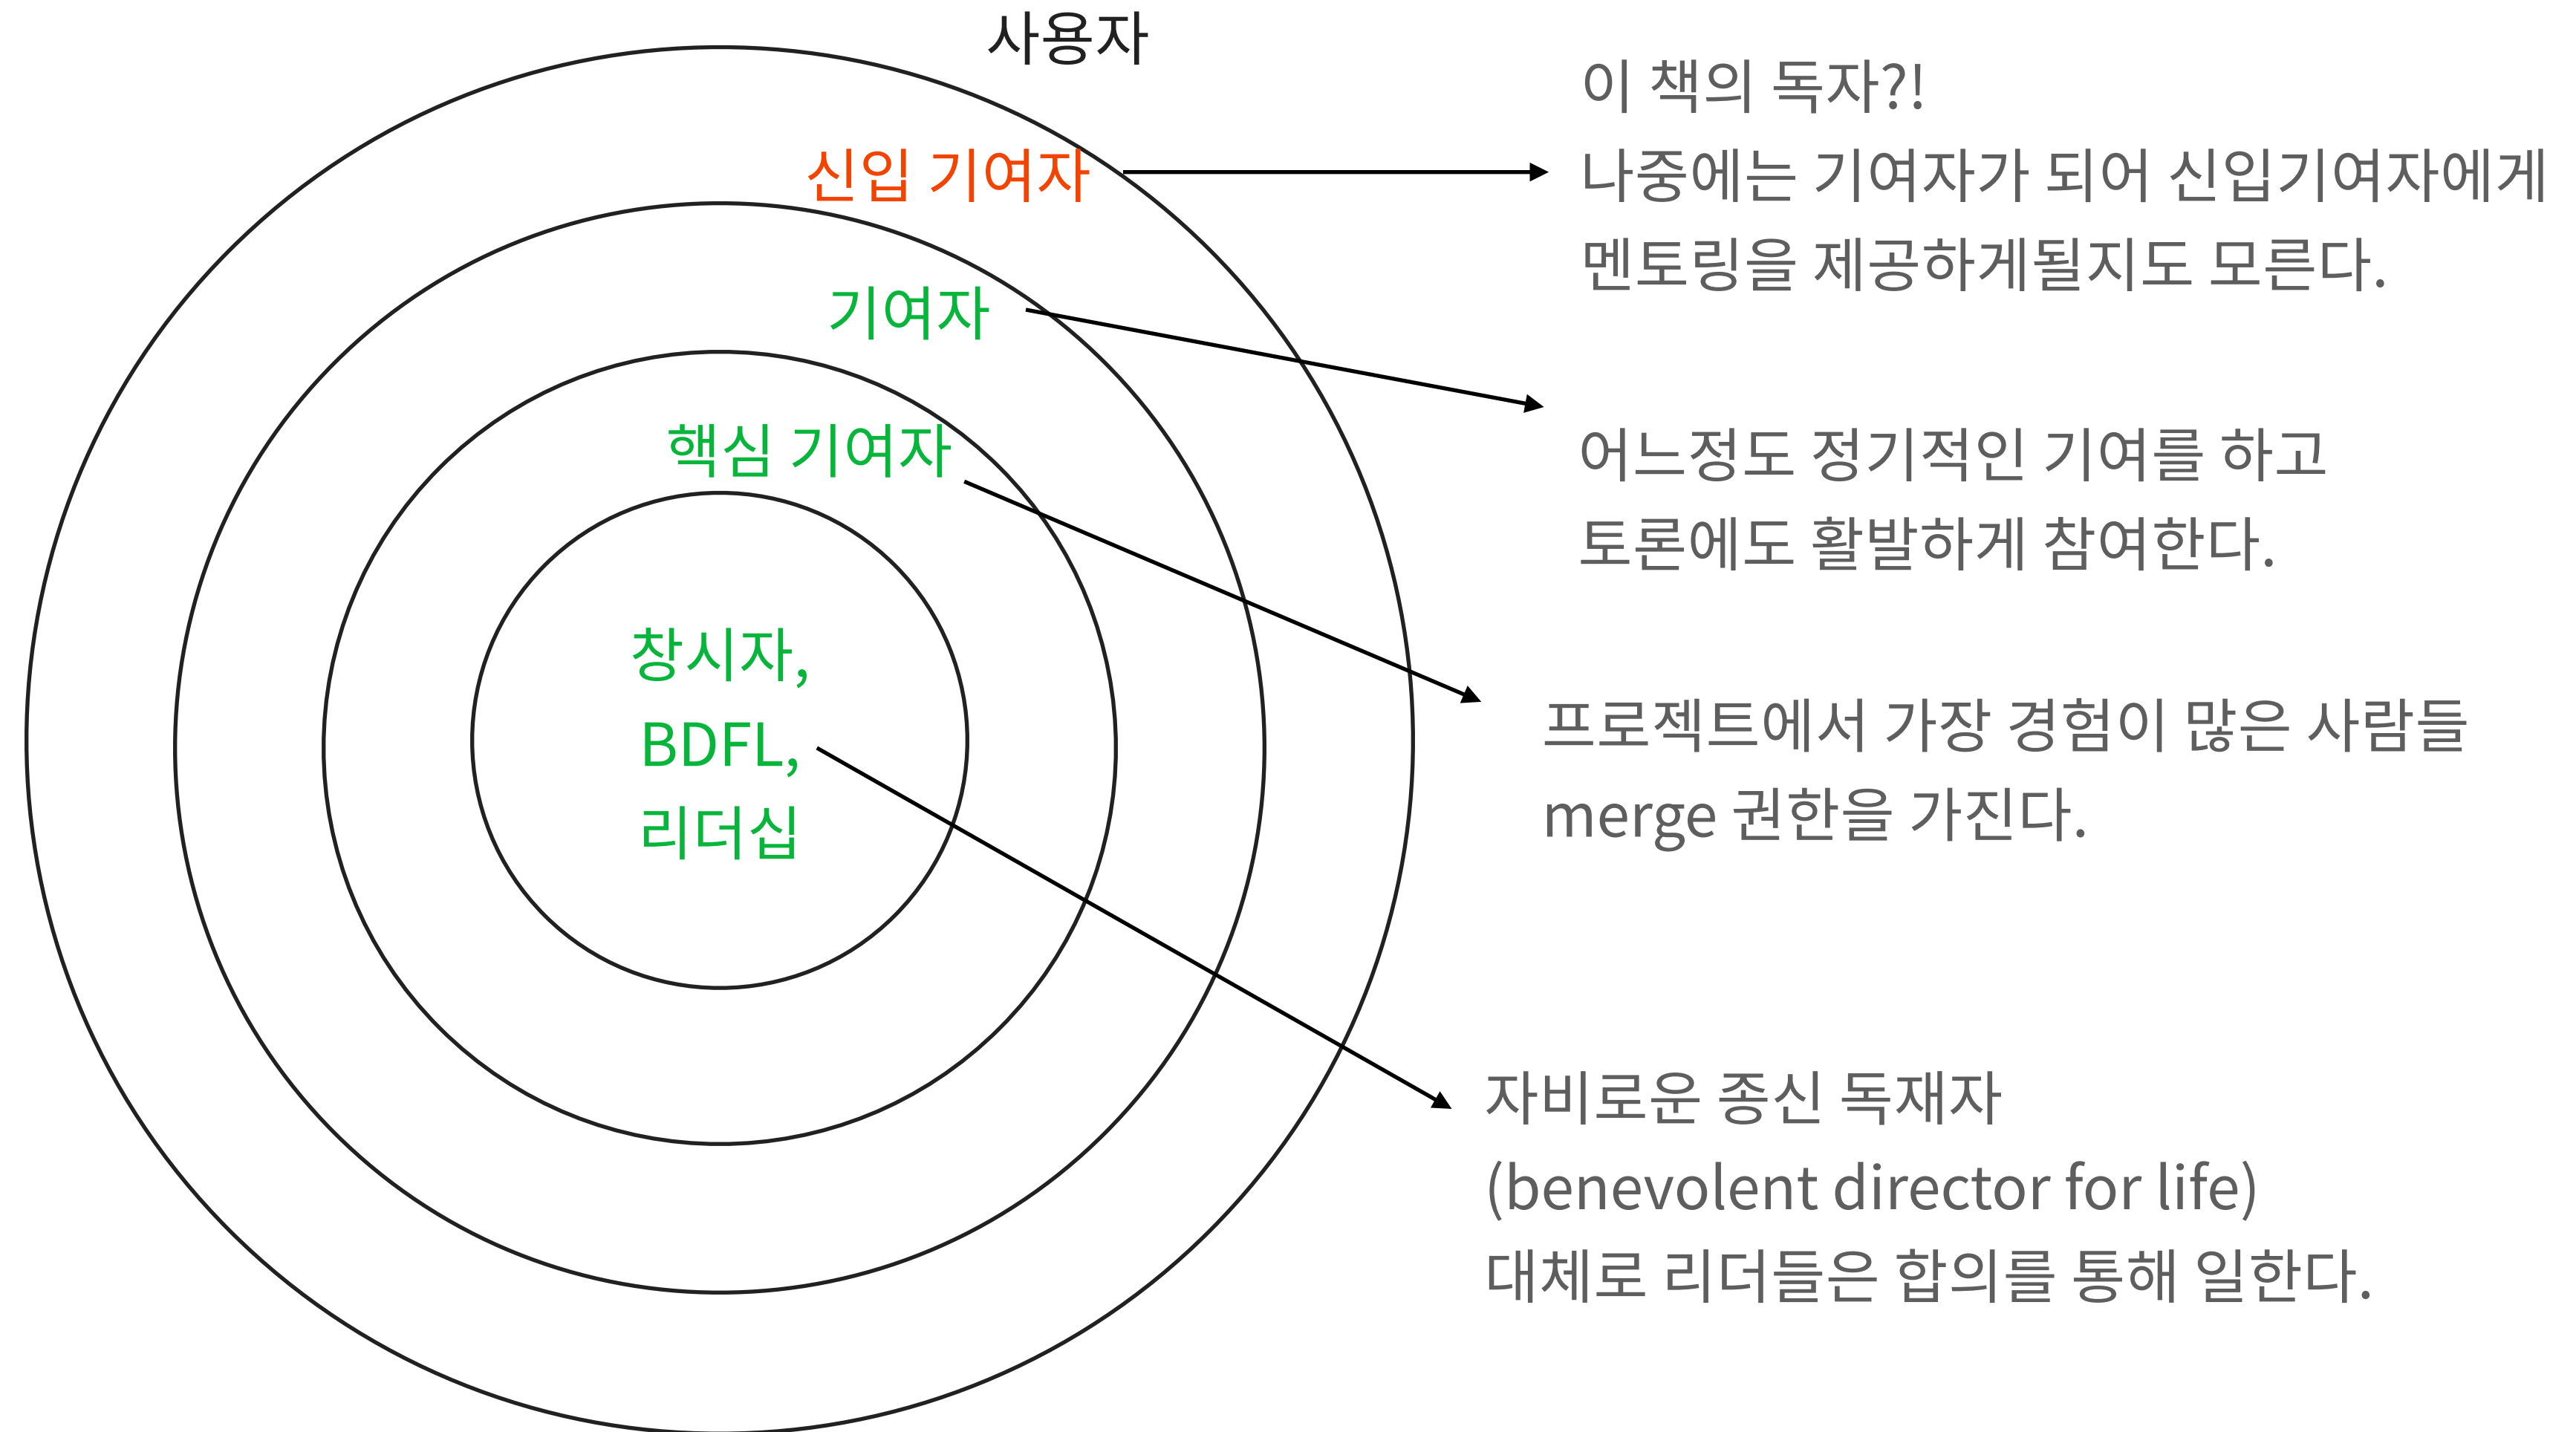 사용자
신입 기여자
기여자
핵심 기여자
창시자,
BDFL,
리더십
이 책의 독자?!
나중에는 기여자가 되어 신입기여자에게
멘토링을 제공하게될지도 모른다.
어느정도 정기적인 기여를 하고
토론에도 활발하게 참여한다.
프로젝트에서 가장 경험이 많은 사람들
merge 권한을 가진다.
자비로운 종신 독재자
(benevolent director for life)
대체로 리더들은 합의를 통해 일한다.